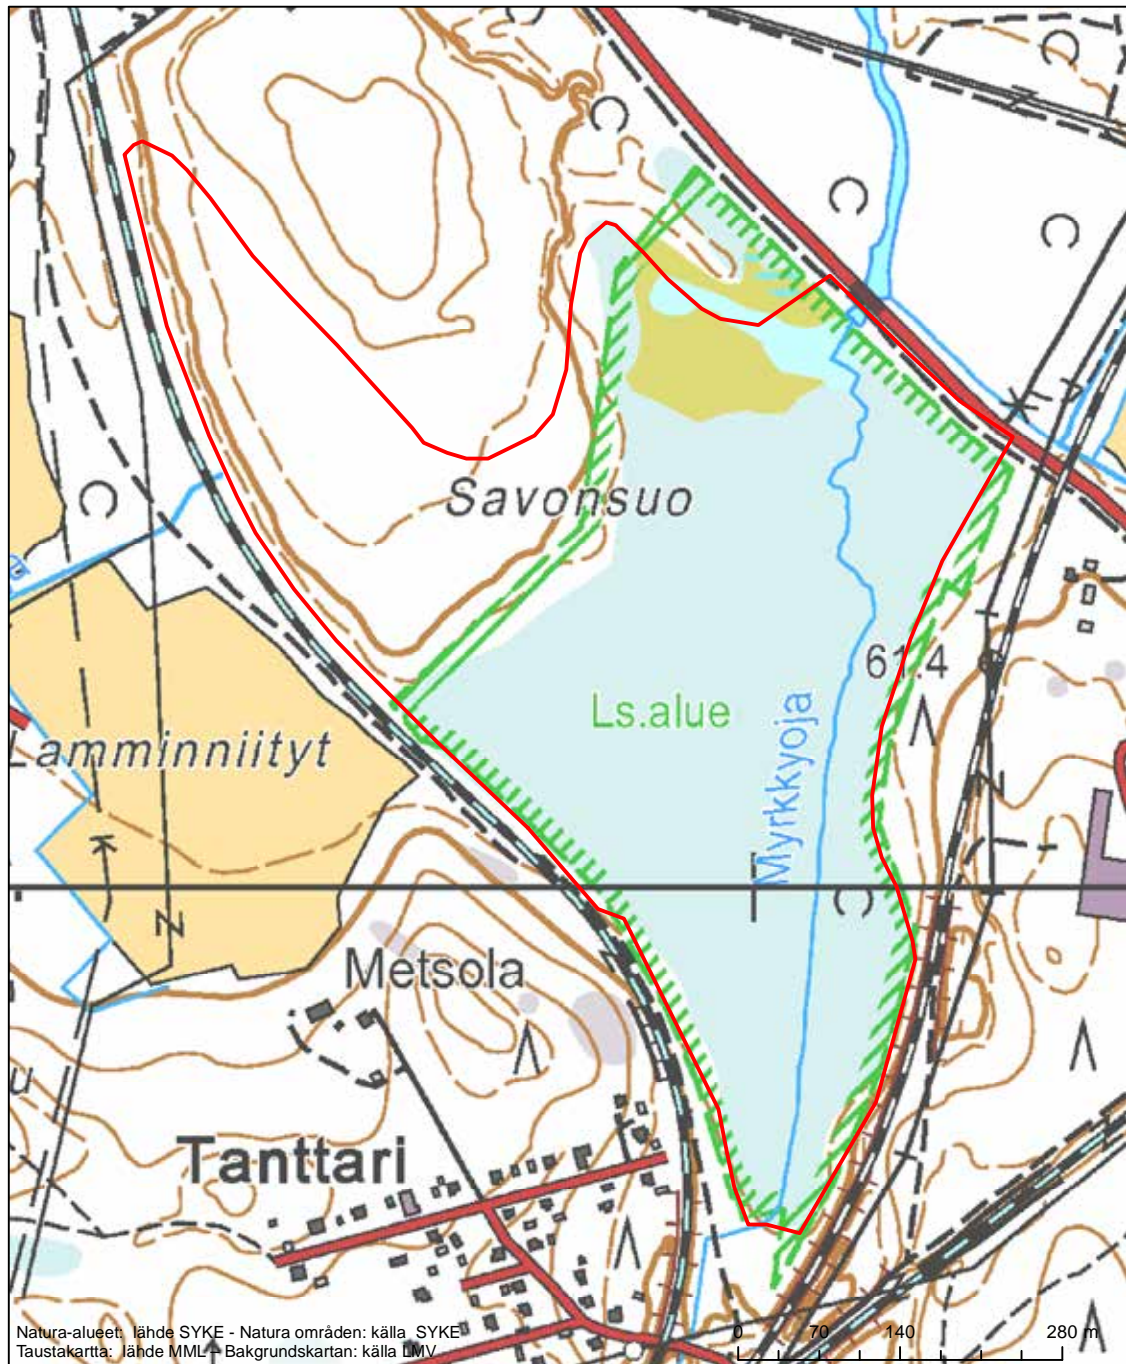 Savonsuo
61.4
Ls.alue
Myrkkyoja
Lamminniityt
Metsola
Tanttari
Natura-alueet: lähde SYKE - Natura områden: källa SYKE
Taustakartta: lähde MML - Bakgrundskartan: källa LMV
0 70 140 280 m